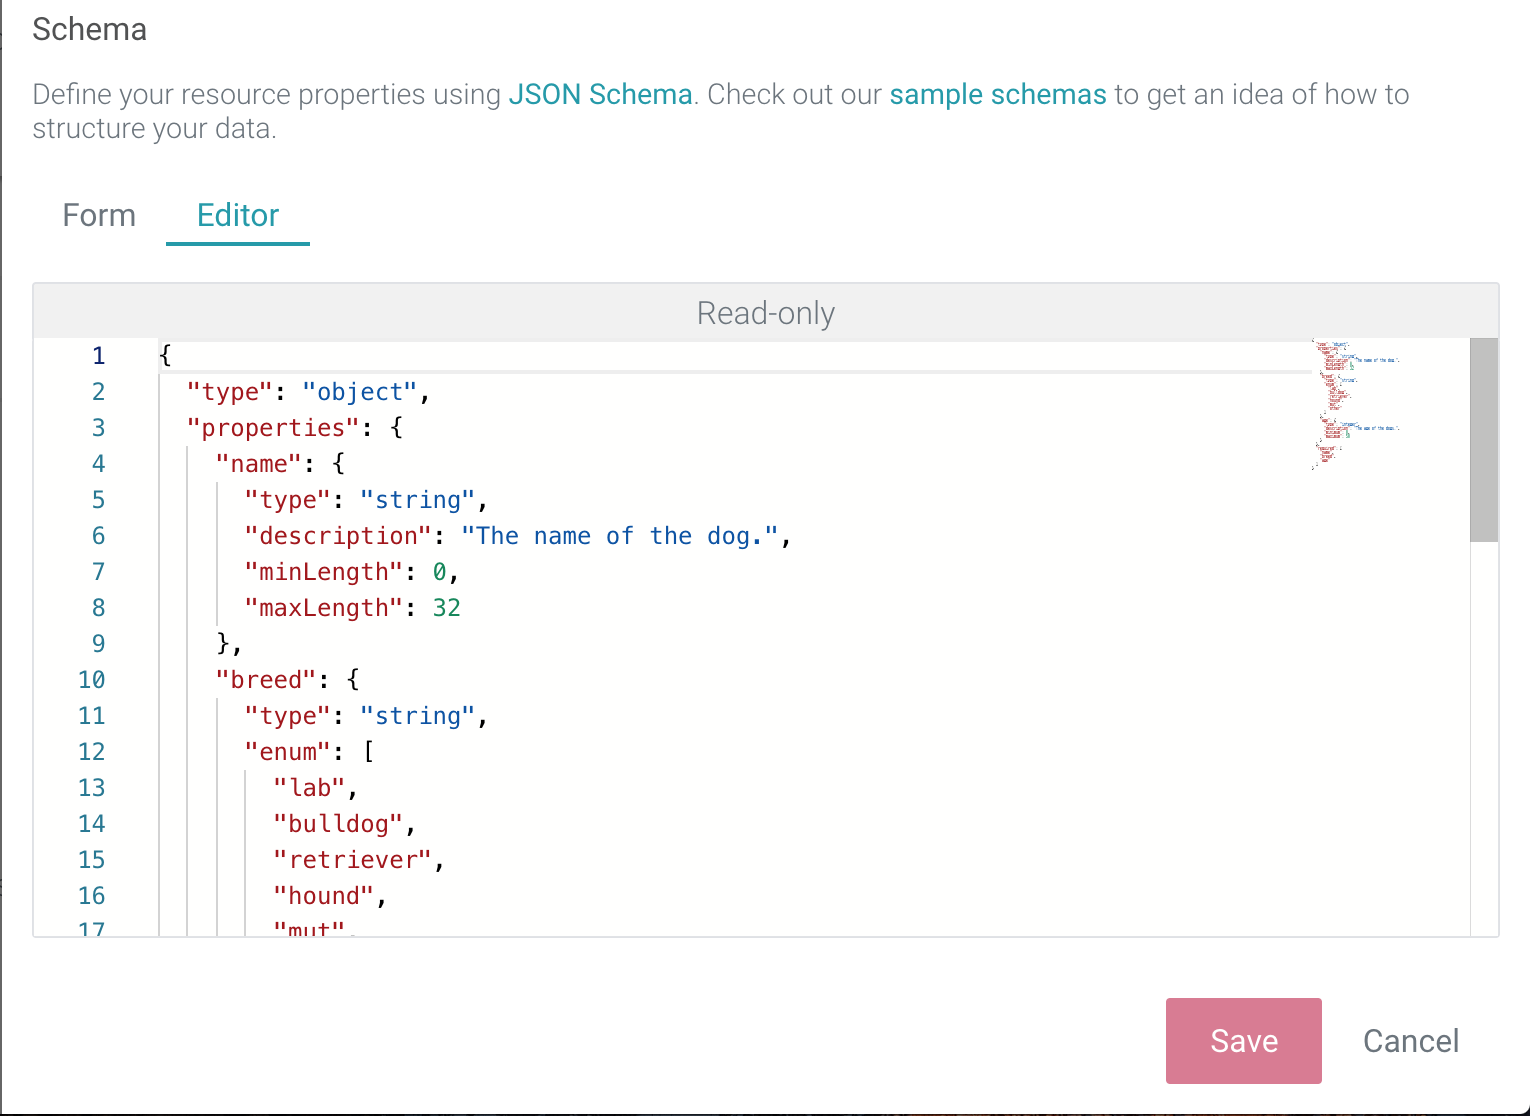 Schema
Define your resource properties using JSON Schema. Check out our sample schemas to get an idea of how to
structure your data.
Form Editor
Read-only
1 {
2 "type": "object",
3 "properties": {
4 "name": {
5 "type": "string",
6 "description": "The name of the dog.",
7 "minLength": 0,
8 "maxLength": 32
9 },
10 "breed": {
11 "type": "string",
12 "enum": [
13 "lab",
14 "bulldog",
15 "retriever",
16 "hound",
17 "mut",
Save Cancel